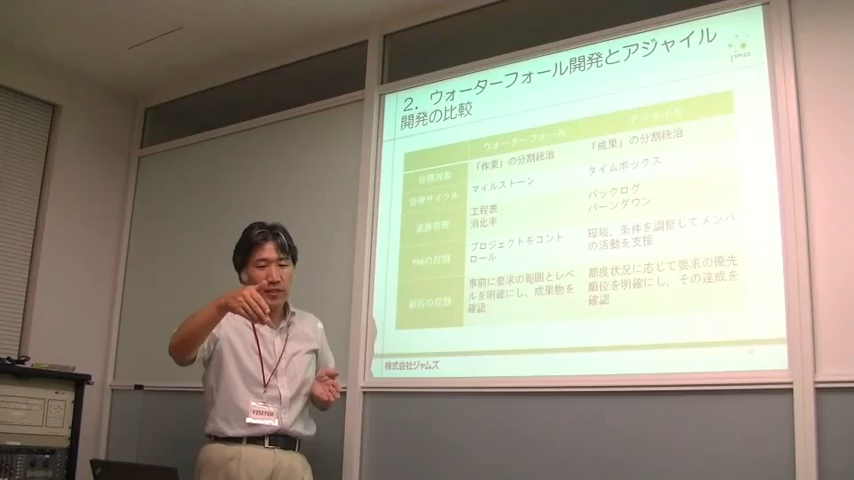 2．ウォーターフォール開発とアジャイル
開発の比較
ウォーターフォール
アジャイル
管理対象
「作業」の分割統治
「成果」の分割統治
管理サイクル
マイルストーン
タイムボックス
進捗管理
工程表
消化率
バックログ
バーンダウン
PMの役割
プロジェクトをコント
ロール
環境、条件を調整してメンバ
の活動を支援
顧客の役割
事前に要求の範囲とレベ
ルを明確にし、成果物を
確認
都度状況に応じて要求の優先
順位を明確にし、その達成を
確認
株式会社ジャムズ
VISITOR